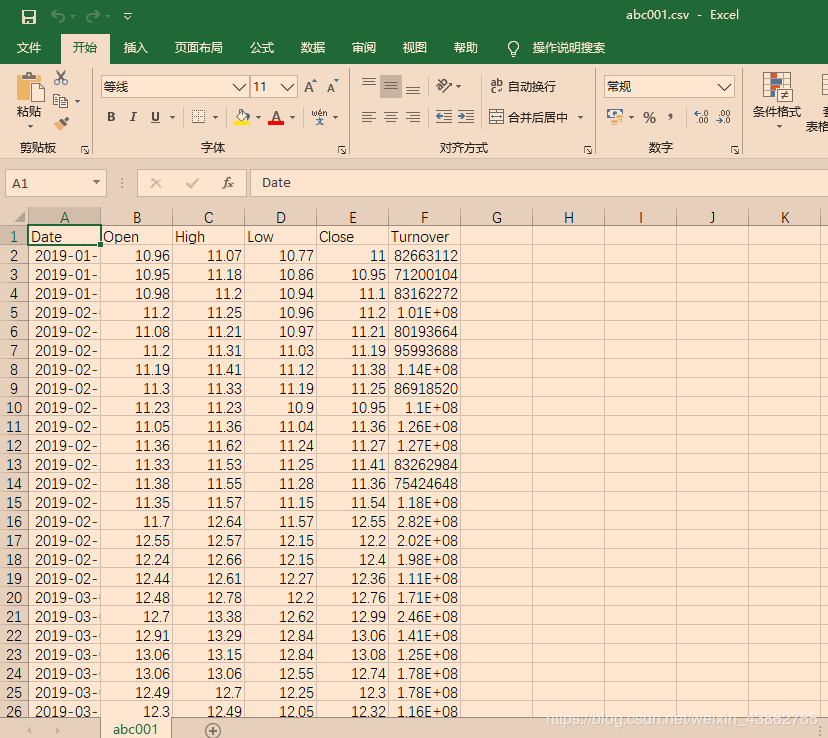 abc001.csv - Excel
文件 开始 插入 页面布局 公式 数据 审阅 视图 帮助 操作说明搜索
等线 11 A A ab 自动换行 常规
粘贴 B I U A wén 文 合并后居中 % , .00 .00 条件格式 套
表格
剪贴板 字体 对齐方式 数字
A1 fx Date
A B C D E F G H I J K
1 Date Open High Low Close Turnover
2 2019-01- 10.96 11.07 10.77 11 82663112
3 2019-01- 10.95 11.18 10.86 10.95 71200104
4 2019-01- 10.98 11.2 10.94 11.1 83162272
5 2019-02- 11.2 11.25 10.96 11.2 1.01E+08
6 2019-02- 11.08 11.21 10.97 11.21 80193664
7 2019-02- 11.2 11.31 11.03 11.19 95993688
8 2019-02- 11.19 11.41 11.12 11.38 1.14E+08
9 2019-02- 11.3 11.33 11.19 11.25 86918520
10 2019-02- 11.23 11.23 10.9 10.95 1.1E+08
11 2019-02- 11.05 11.36 11.04 11.36 1.26E+08
12 2019-02- 11.36 11.62 11.24 11.27 1.27E+08
13 2019-02- 11.33 11.53 11.25 11.41 83262984
14 2019-02- 11.38 11.55 11.28 11.36 75424648
15 2019-02- 11.35 11.57 11.15 11.54 1.18E+08
16 2019-02- 11.7 12.64 11.57 12.55 2.82E+08
17 2019-02- 12.55 12.57 12.15 12.2 2.02E+08
18 2019-02- 12.24 12.66 12.15 12.4 1.98E+08
19 2019-02- 12.44 12.61 12.27 12.36 1.11E+08
20 2019-03- 12.48 12.78 12.2 12.76 1.71E+08
21 2019-03- 12.7 13.38 12.62 12.99 2.46E+08
22 2019-03- 12.91 13.29 12.84 13.06 1.41E+08
23 2019-03- 13.06 13.15 12.84 13.08 1.25E+08
24 2019-03- 13.06 13.06 12.55 12.74 1.78E+08
25 2019-03- 12.49 12.7 12.25 12.3 1.78E+08
26 2019-03- 12.3 12.49 12.05 12.32 1.16E+08
abc001
https://blog.csdn.net/weixin_43862765